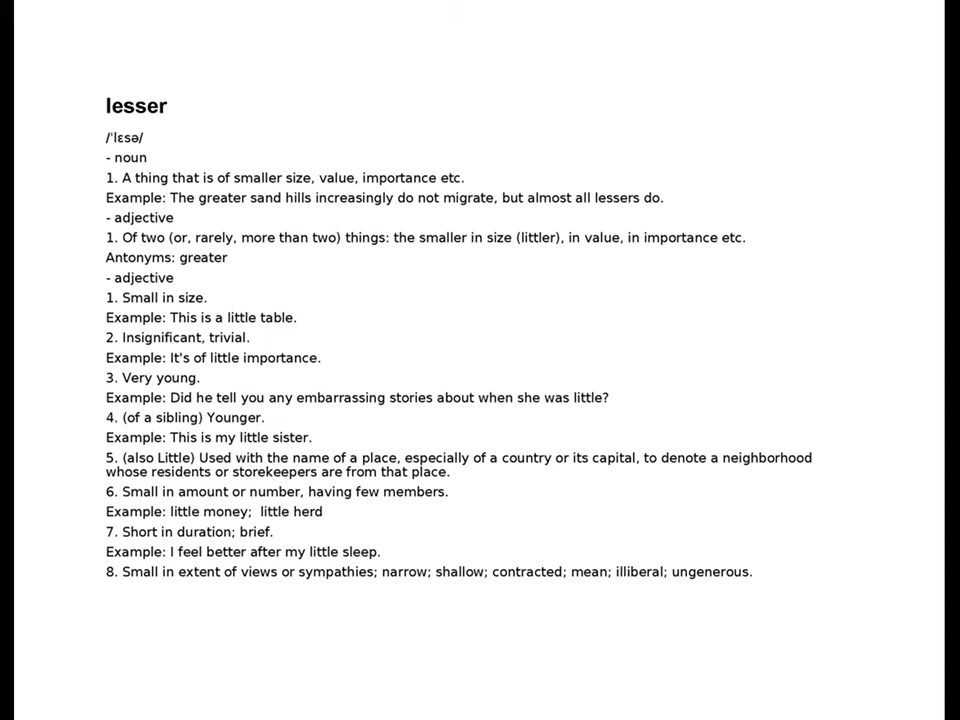 lesser
/ˈlɛsə/
- noun
1. A thing that is of smaller size, value, importance etc.
Example: The greater sand hills increasingly do not migrate, but almost all lessers do.
- adjective
1. Of two (or, rarely, more than two) things: the smaller in size (littler), in value, in importance etc.
Antonyms: greater
- adjective
1. Small in size.
Example: This is a little table.
2. Insignificant, trivial.
Example: It's of little importance.
3. Very young.
Example: Did he tell you any embarrassing stories about when she was little?
4. (of a sibling) Younger.
Example: This is my little sister.
5. (also Little) Used with the name of a place, especially of a country or its capital, to denote a neighborhood
whose residents or storekeepers are from that place.
6. Small in amount or number, having few members.
Example: little money;  little herd
7. Short in duration; brief.
Example: I feel better after my little sleep.
8. Small in extent of views or sympathies; narrow; shallow; contracted; mean; illiberal; ungenerous.